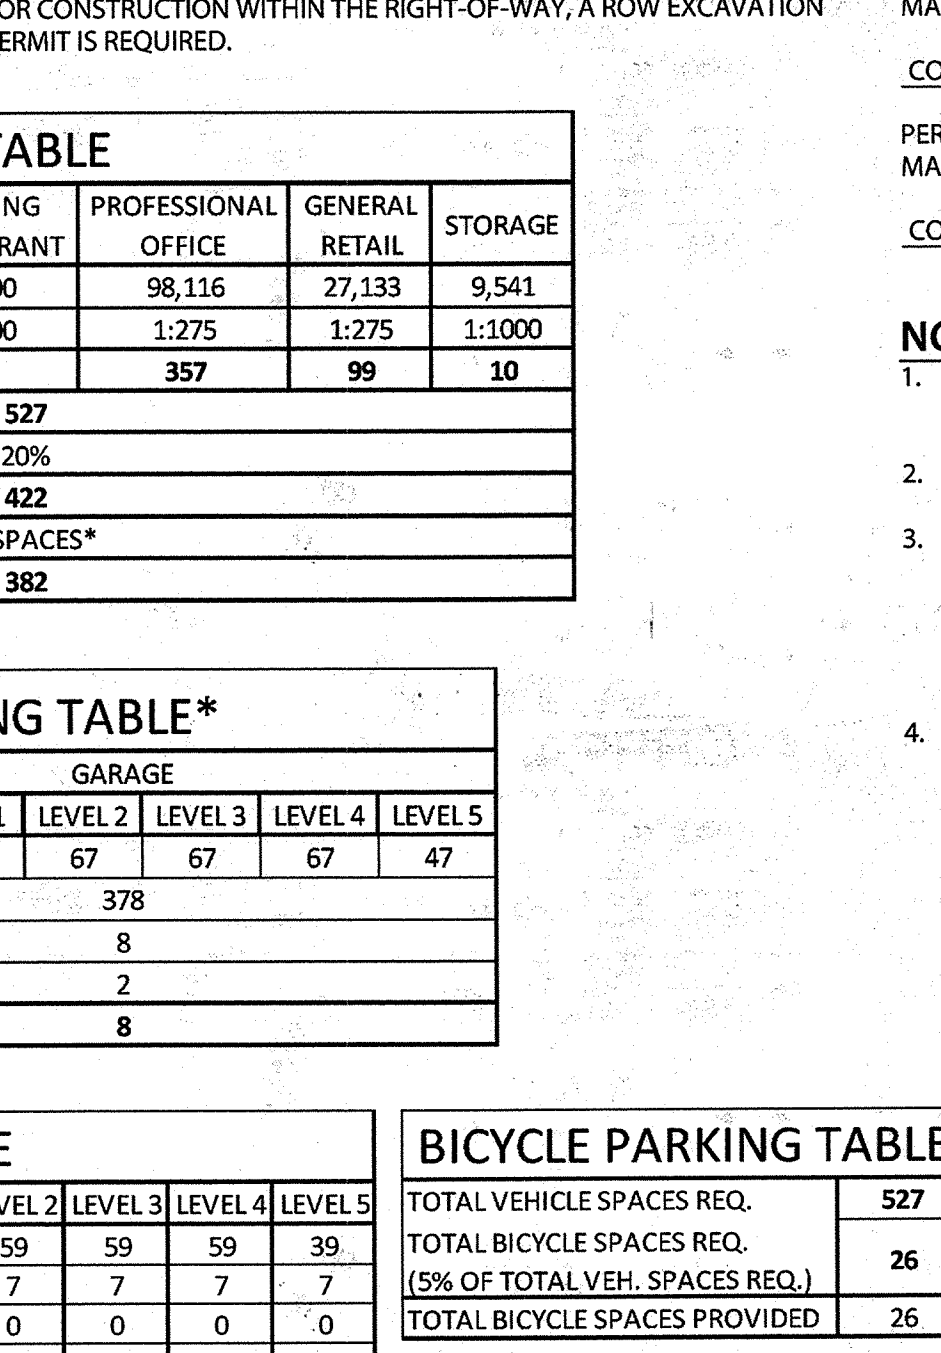 OR CONSTRUCTION WITHIN THE RIGHT-OF-WAY, A ROW EXCAVATION
ERMIT IS REQUIRED.
MA
CO
PER
MA
CO
TABLE
NG PROFESSIONAL GENERAL STORAGE
RANT OFFICE RETAIL
00 98,116 27,133 9,541
00 1:275 1:275 1:1000
357 99 10
527
20%
422
SPACES*
382
NO
1.
2.
3.
4.
NG TABLE*
GARAGE
1 LEVEL 2 LEVEL 3 LEVEL 4 LEVEL 5
67 67 67 47
378
8
2
8
E
VEL 2 LEVEL 3 LEVEL 4 LEVEL 5
59 59 59 39
7 7 7 7
0 0 0 0
BICYCLE PARKING TABLE
TOTAL VEHICLE SPACES REQ. 527
TOTAL BICYCLE SPACES REQ.
(5% OF TOTAL VEH. SPACES REQ.) 26
TOTAL BICYCLE SPACES PROVIDED 26